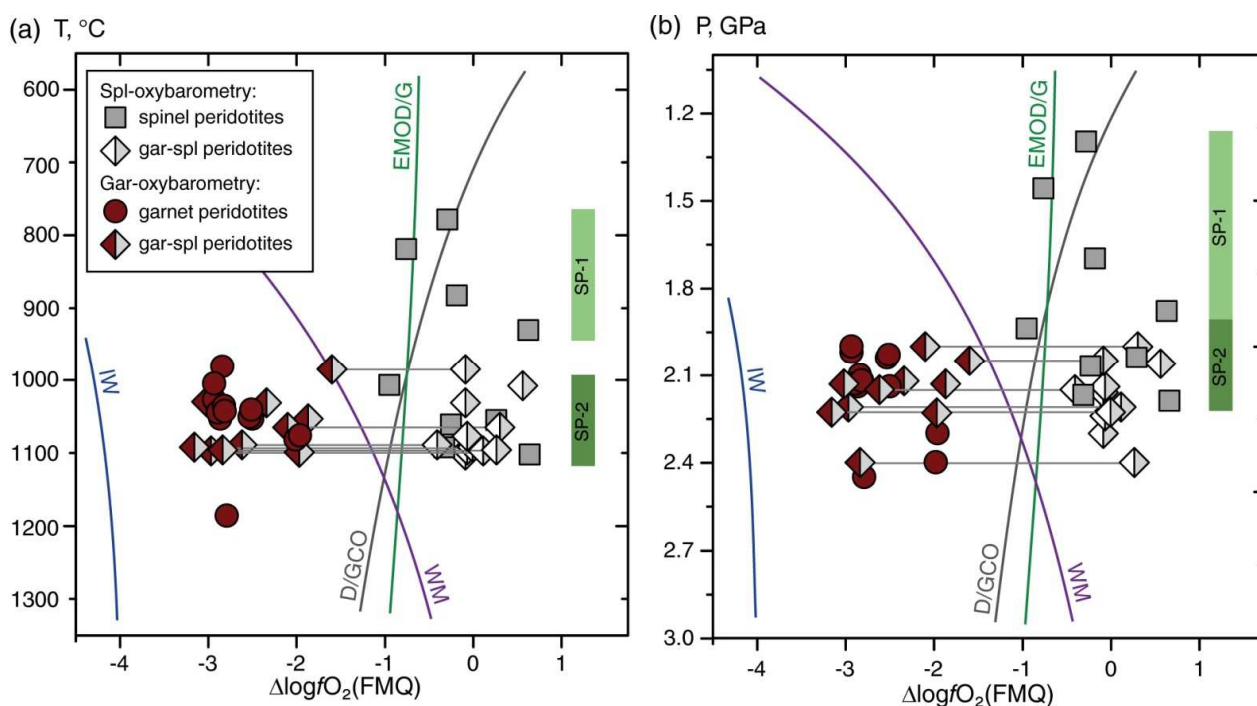 (a) T, °C
600
700
800
900
1000
1100
1200
1300
-4 -3 -2 -1 0 1
ΔlogfO₂(FMQ)
Spl-oxybarometry:
spinel peridotites
gar-spl peridotites
Gar-oxybarometry:
garnet peridotites
gar-spl peridotites
IW
EMOD/G
D/GCO
WM
SP-1
SP-2
(b) P, GPa
1.2
1.5
1.8
2.1
2.4
2.7
3.0
-4 -3 -2 -1 0 1
ΔlogfO₂(FMQ)
IW
EMOD/G
D/GCO
WM
SP-1
SP-2